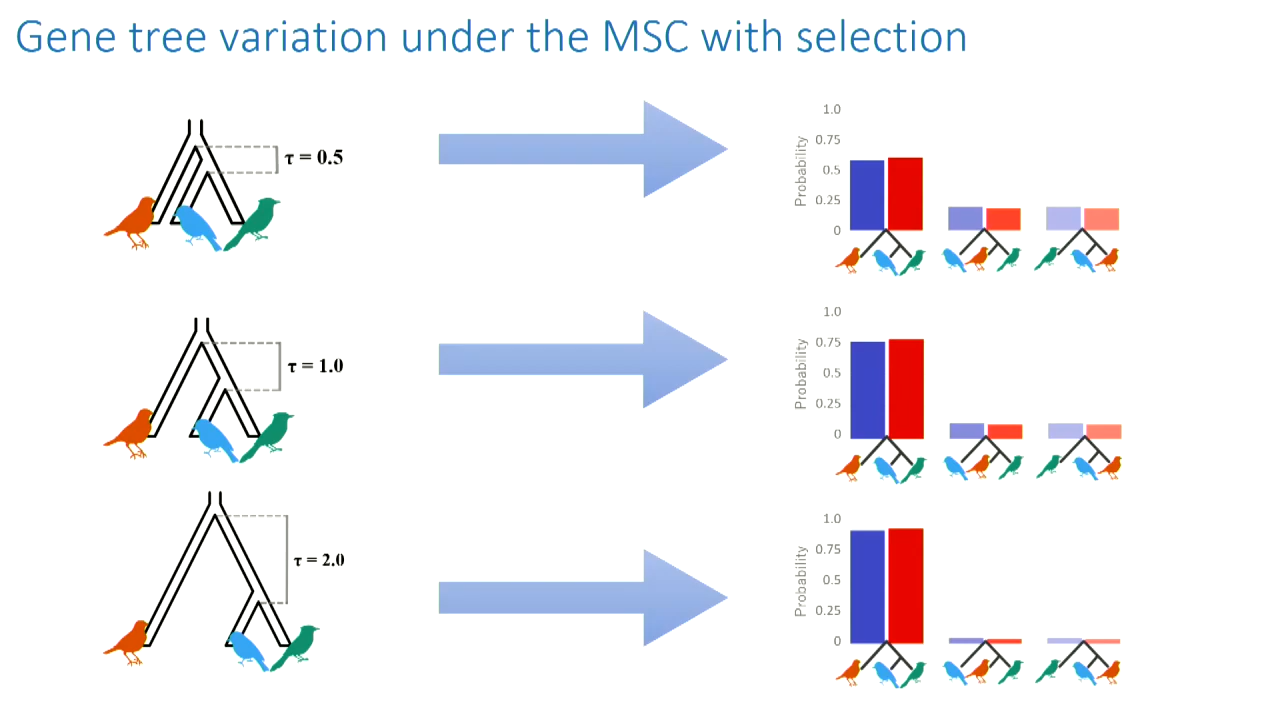 Gene tree variation under the MSC with selection
τ = 0.5
1.0
0.75
0.5
0.25
0
Probability
τ = 1.0
1.0
0.75
0.5
0.25
0
Probability
τ = 2.0
1.0
0.75
0.5
0.25
0
Probability